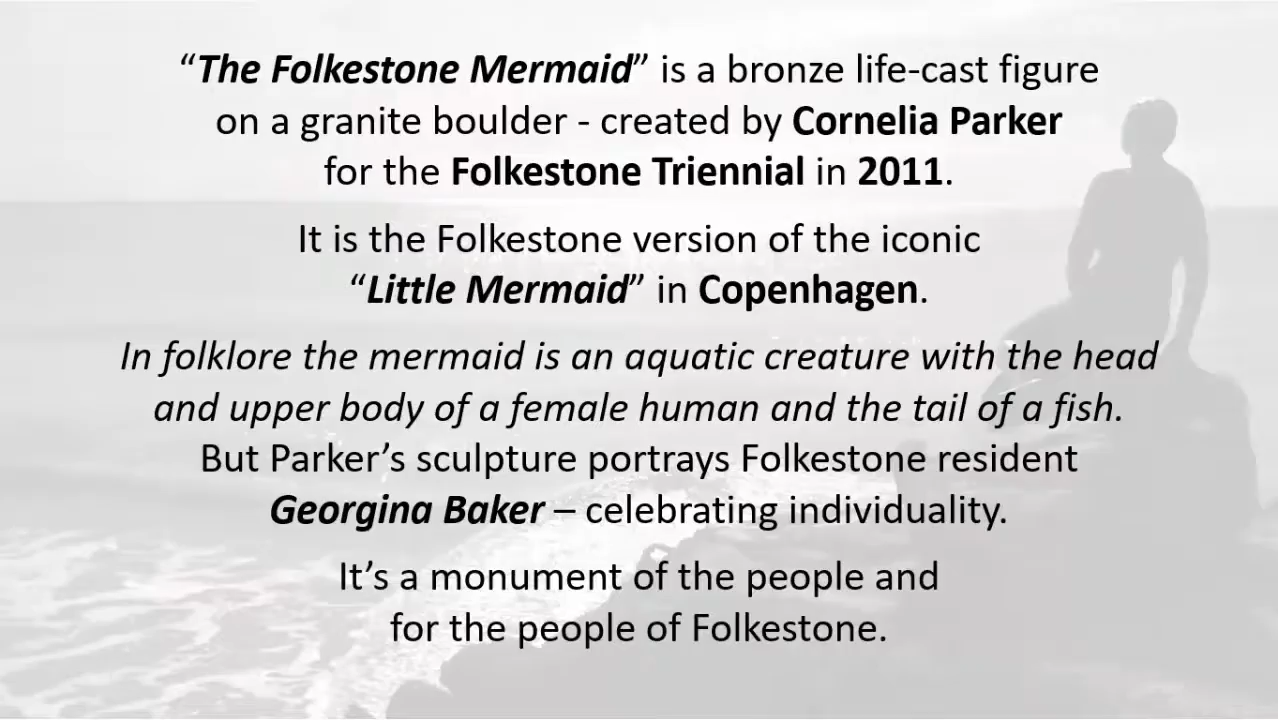 “The Folkestone Mermaid” is a bronze life-cast figure
on a granite boulder - created by Cornelia Parker
for the Folkestone Triennial in 2011.
It is the Folkestone version of the iconic
“Little Mermaid” in Copenhagen.
In folklore the mermaid is an aquatic creature with the head
and upper body of a female human and the tail of a fish.
But Parker’s sculpture portrays Folkestone resident
Georgina Baker – celebrating individuality.
It’s a monument of the people and
for the people of Folkestone.